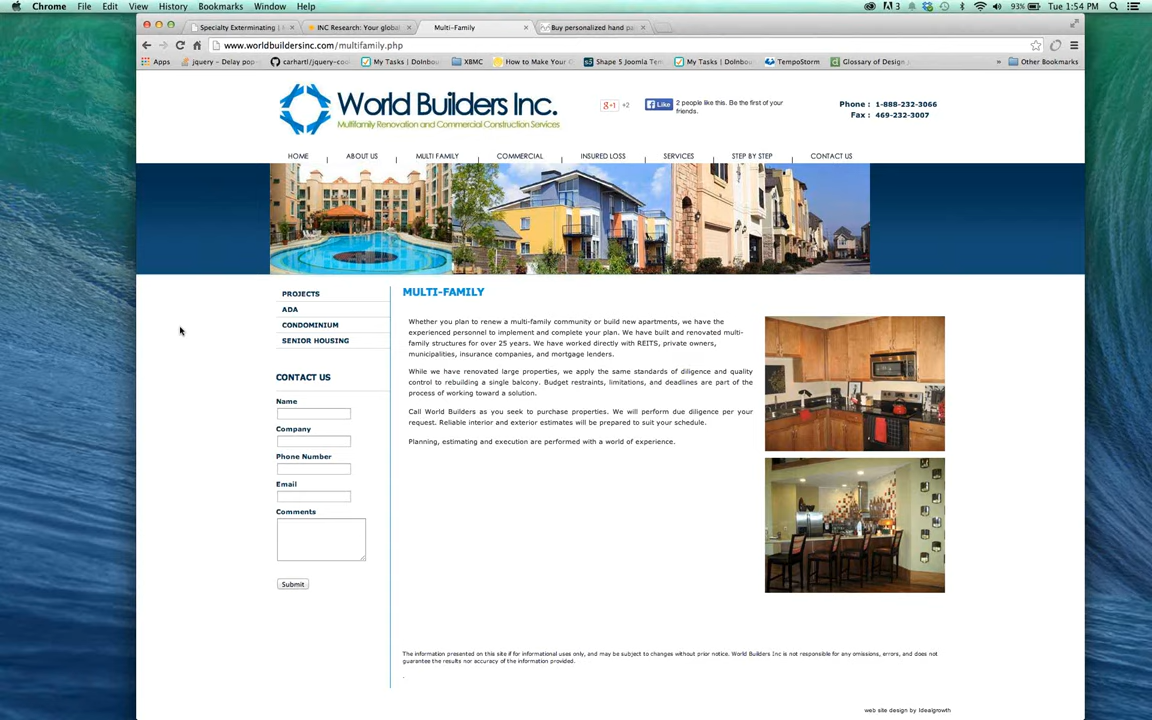 Chrome File Edit View History Bookmarks Window Help
3 93% Tue 1:54 PM
Specialty Exterminating |
INC Research: Your global
Multi-Family
Buy personalized hand pa
www.worldbuildersinc.com/multifamily.php
Apps
jquery - Delay pop
carhartl/jquery-coo
My Tasks | DoInbou
XBMC
How to Make Your O
Shape 5 Joomla Tem
My Tasks | DoInbou
TempoStorm
Glossary of Design
»
Other Bookmarks
World Builders Inc.
Multifamily Renovation and Commercial Construction Services
g+1 +2
Like
2 people like this. Be the first of your
friends.
Phone : 1-888-232-3066
Fax : 469-232-3007
HOME | ABOUT US | MULTI FAMILY | COMMERCIAL | INSURED LOSS | SERVICES | STEP BY STEP | CONTACT US
PROJECTS
ADA
CONDOMINIUM
SENIOR HOUSING
CONTACT US
Name
Company
Phone Number
Email
Comments
Submit
MULTI-FAMILY
Whether you plan to renew a multi-family community or build new apartments, we have the
experienced personnel to implement and complete your plan. We have built and renovated multi-
family structures for over 25 years. We have worked directly with REITS, private owners,
municipalities, insurance companies, and mortgage lenders.
While we have renovated large properties, we apply the same standards of diligence and quality
control to rebuilding a single balcony. Budget restraints, limitations, and deadlines are part of the
process of working toward a solution.
Call World Builders as you seek to purchase properties. We will perform due diligence per your
request. Reliable interior and exterior estimates will be prepared to suit your schedule.
Planning, estimating and execution are performed with a world of experience.
The information presented on this site if for informational uses only, and may be subject to changes without prior notice. World Builders Inc is not responsible for any omissions, errors, and does not
guarantee the results nor accuracy of the information provided.
.
web site design by Idealgrowth